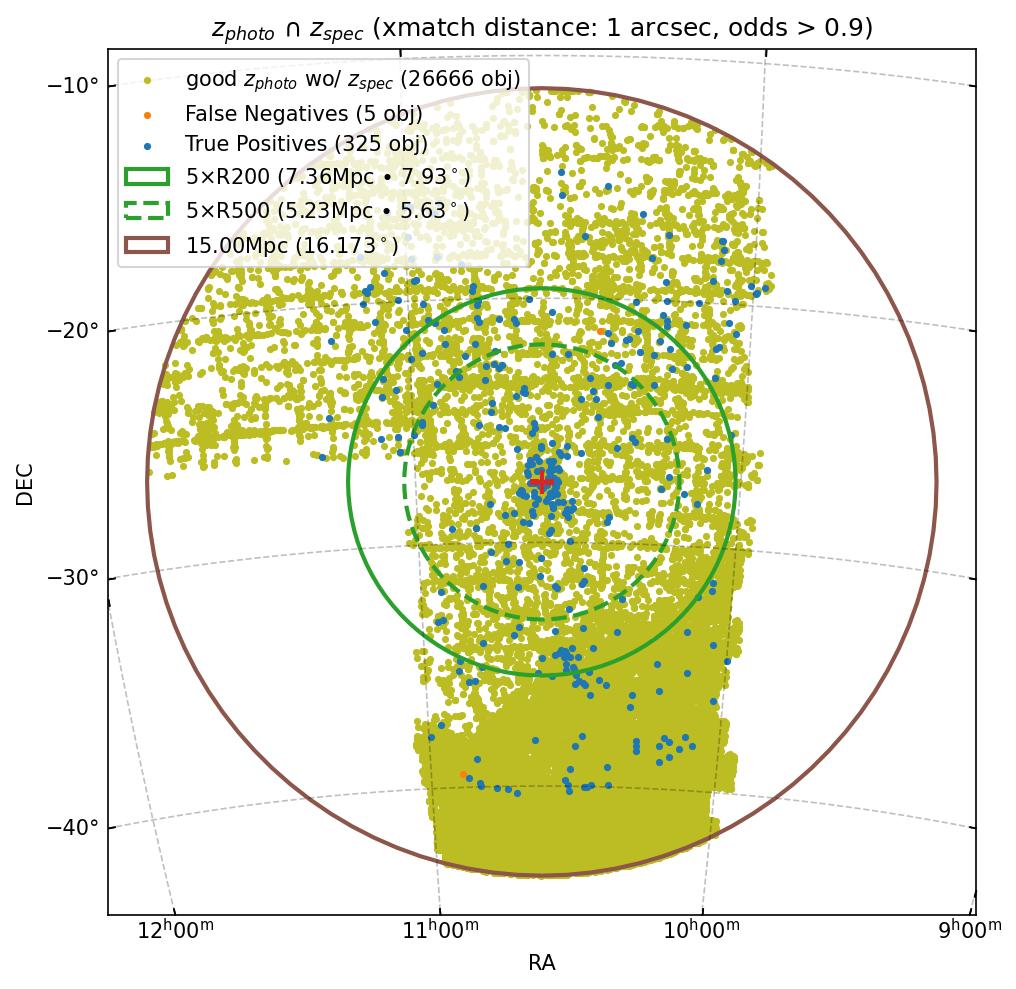 z_photo ∩ z_spec (xmatch distance: 1 arcsec, odds > 0.9)
good z_photo wo/ z_spec (26666 obj)
False Negatives (5 obj)
True Positives (325 obj)
5×R200 (7.36Mpc • 7.93°)
5×R500 (5.23Mpc • 5.63°)
15.00Mpc (16.173°)
−10°
−20°
−30°
−40°
DEC
12ʰ00ᵐ
11ʰ00ᵐ
10ʰ00ᵐ
9ʰ00ᵐ
RA